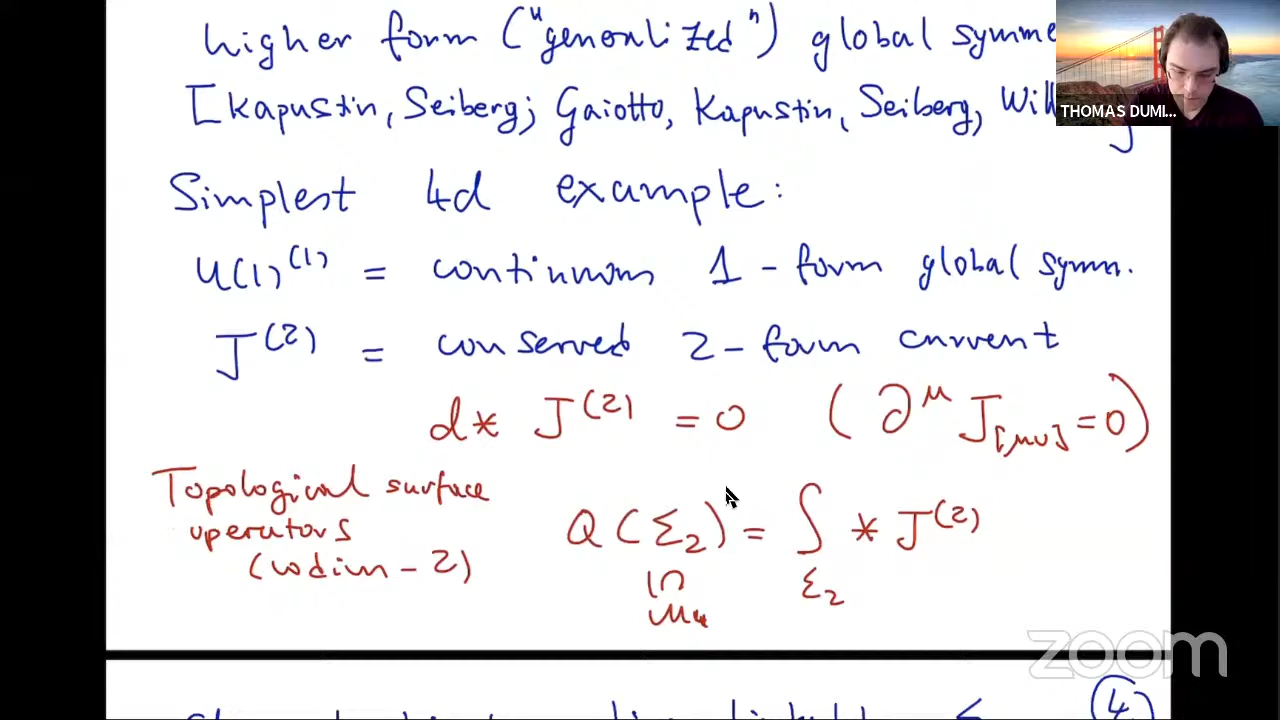 higher form ("generalized") global symme
[Kapustin, Seiberg; Gaiotto, Kapustin, Seiberg, Will
THOMAS DUMI...
Simplest 4d example:
U(1)^(1) = continuous 1-form global symm.
J^(2) = conserved 2-form current
d* J^(2) = 0 (∂^μ J_[μν] = 0)
Topological surface
operators
(codim-2)
Q(Σ_2) = ∫_Σ_2 * J^(2)
∩
M_4
zoom
4